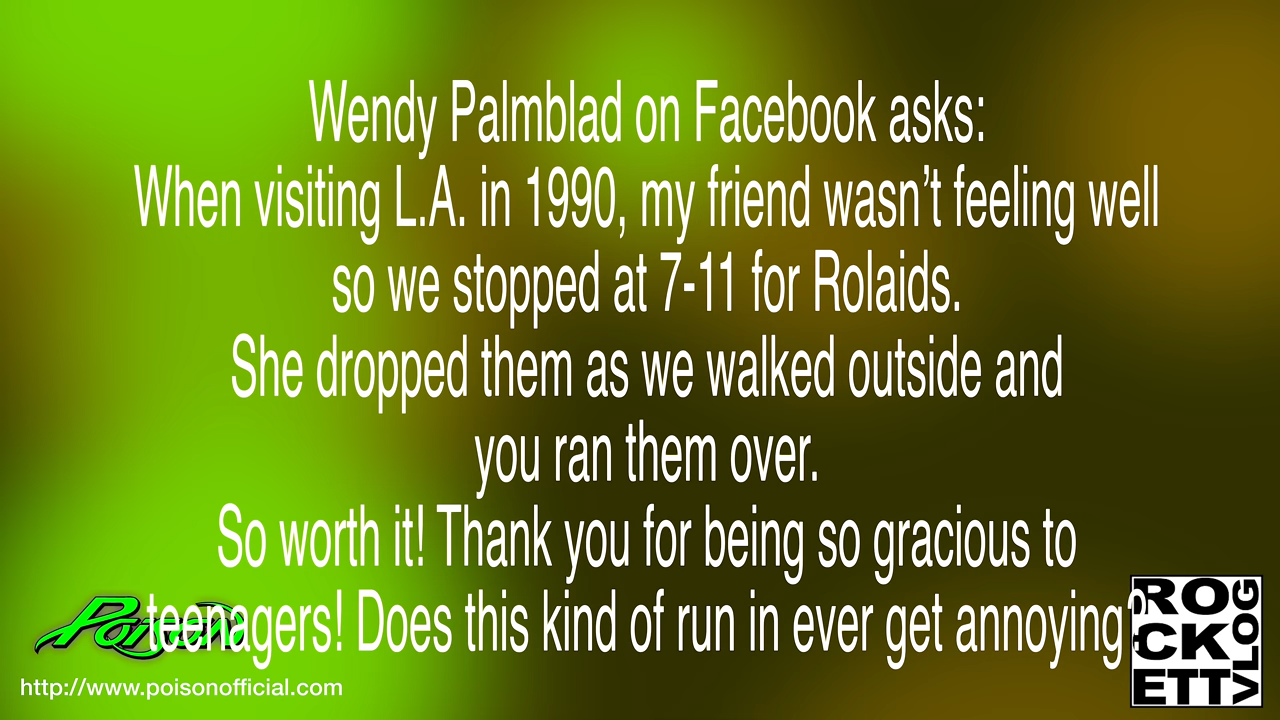 Wendy Palmblad on Facebook asks:
When visiting L.A. in 1990, my friend wasn’t feeling well
so we stopped at 7-11 for Rolaids.
She dropped them as we walked outside and
you ran them over.
So worth it! Thank you for being so gracious to
teenagers! Does this kind of run in ever get annoying?
Poison
http://www.poisonofficial.com
ROCKETT
VLOG